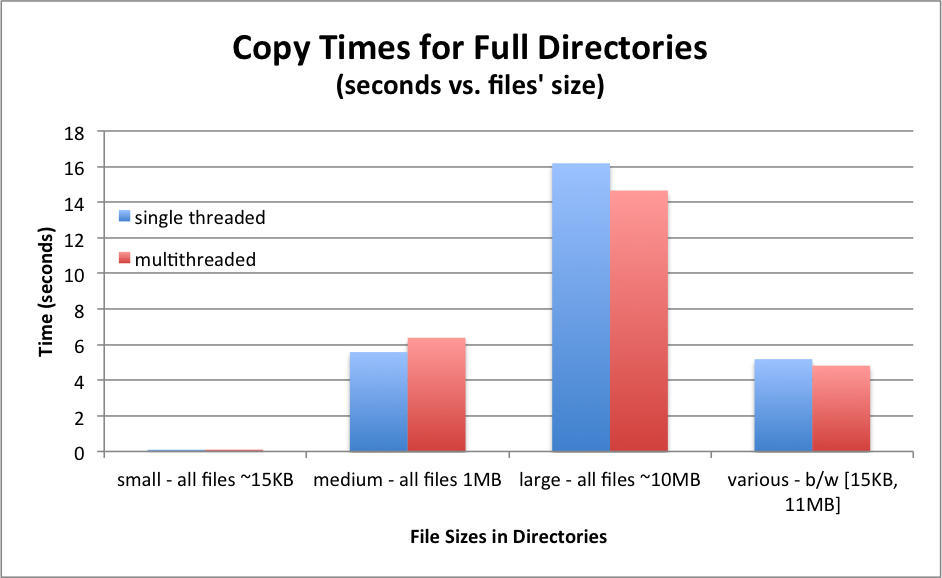 Copy Times for Full Directories
(seconds vs. files' size)
18
16
14
12
10
8
6
4
2
0
Time (seconds)
single threaded
multithreaded
small - all files ~15KB
medium - all files 1MB
large - all files ~10MB
various - b/w [15KB,
11MB]
File Sizes in Directories